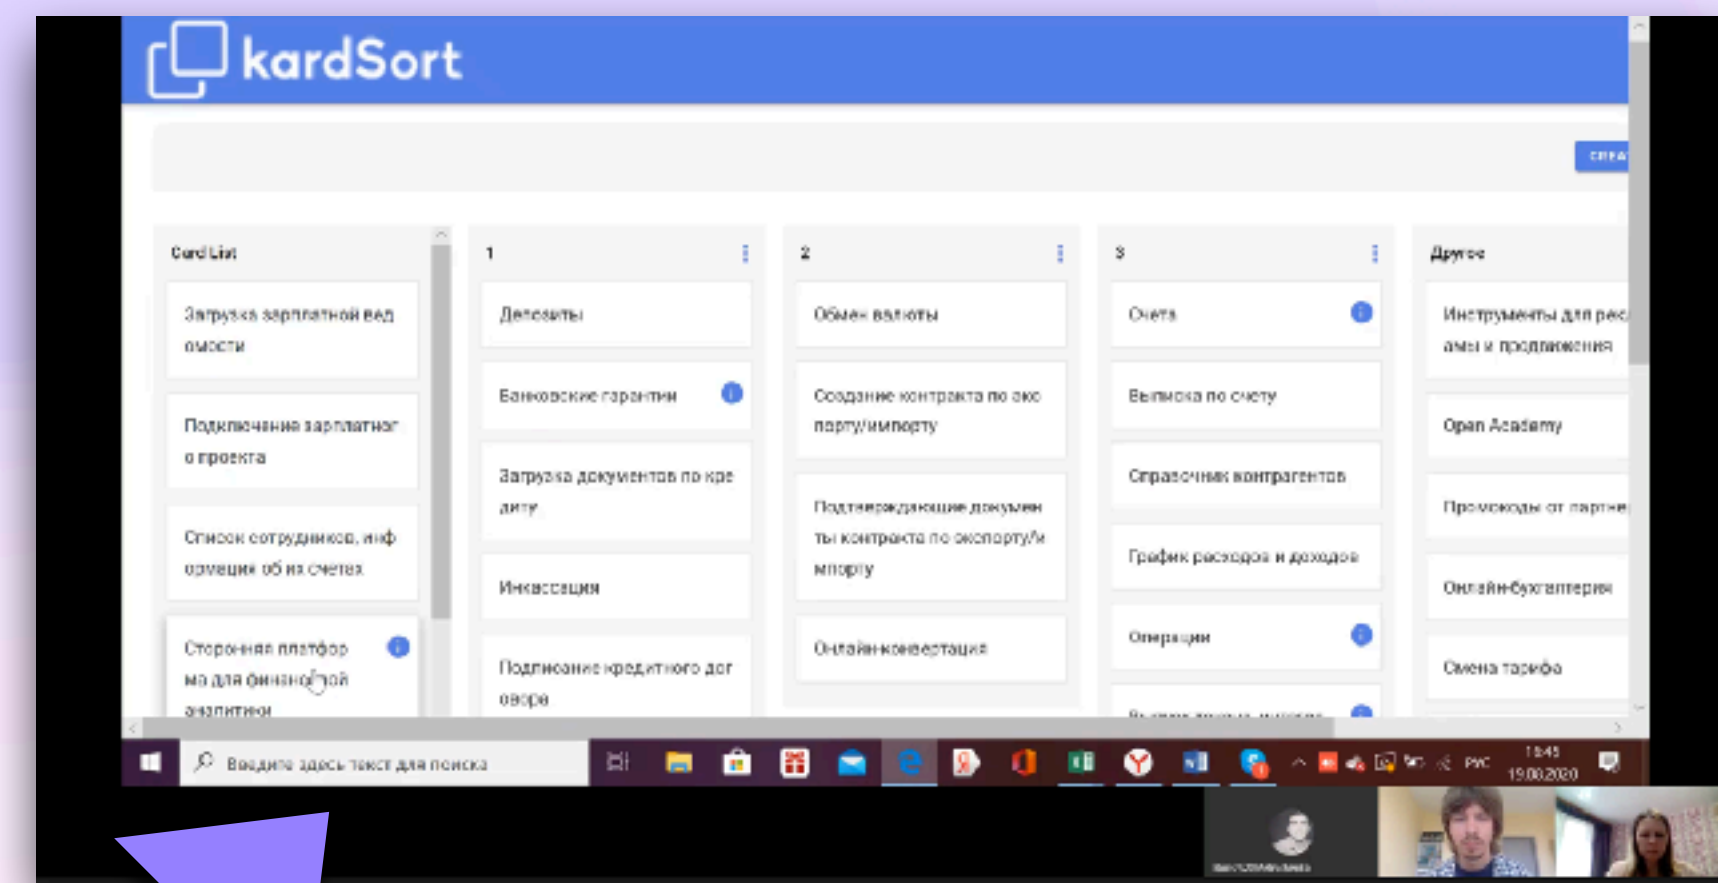 kardSort
Card List
Загрузка зарплатной вед
омости
Подключение зарплатног
о проекта
Список сотрудников, инф
ормация об их счетах
Сторонняя платфор
ма для финансовой
аналитики
1
Депозиты
Банковские гарантии
Загрузка документов по кре
диту
Инкассация
Подписание кредитного дог
овора
2
Обмен валюты
Создание контракта по экс
порту/импорту
Подтверждающие докумен
ты контракта по экспорту/и
мпорту
Онлайн-конвертация
3
Счета
Выписка по счету
Справочник контрагентов
График расходов и доходов
Операции
Другое
Инструменты для рекл
амы и продвижения
Open Academy
Промокоды от партне
Онлайн-бухгалтерия
Смена тарифа
Введите здесь текст для поиска
РУС
19.08.2020